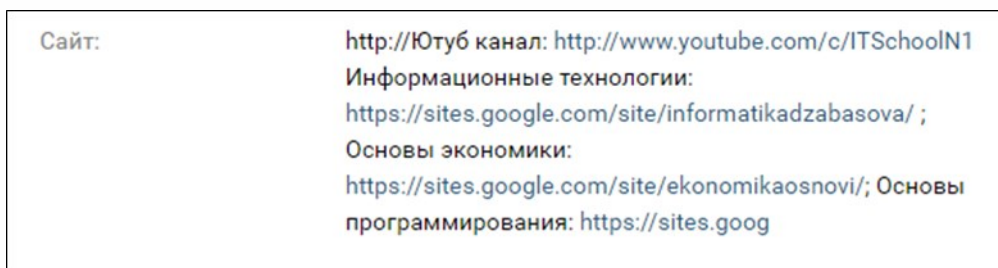 Сайт: http://Ютуб канал: http://www.youtube.com/c/ITSchoolN1
Информационные технологии:
https://sites.google.com/site/informatikadzabasova/ ;
Основы экономики:
https://sites.google.com/site/ekonomikaosnovi/; Основы
программирования: https://sites.goog